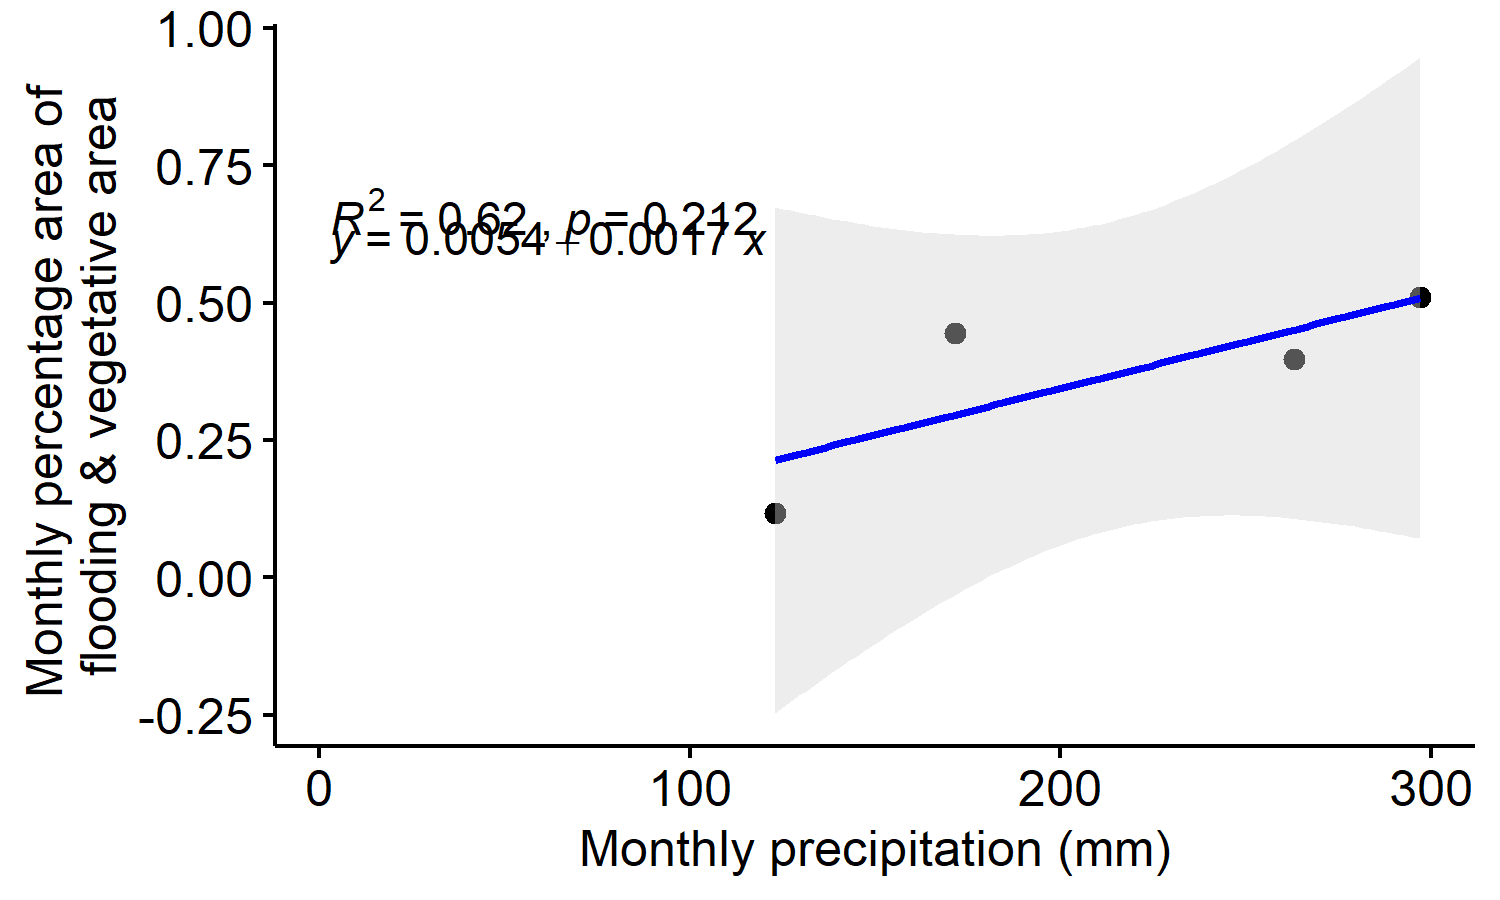 Monthly percentage area of
flooding & vegetative area
1.00
0.75
0.50
0.25
0.00
-0.25
R² = 0.62 , p = 0.212
y = 0.0054 + 0.0017 x
0 100 200 300
Monthly precipitation (mm)